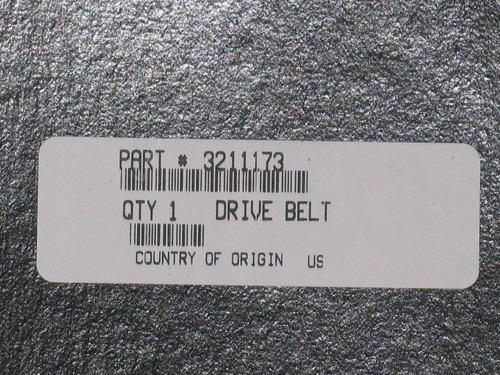 PART # 3211173
QTY 1 DRIVE BELT
COUNTRY OF ORIGIN US